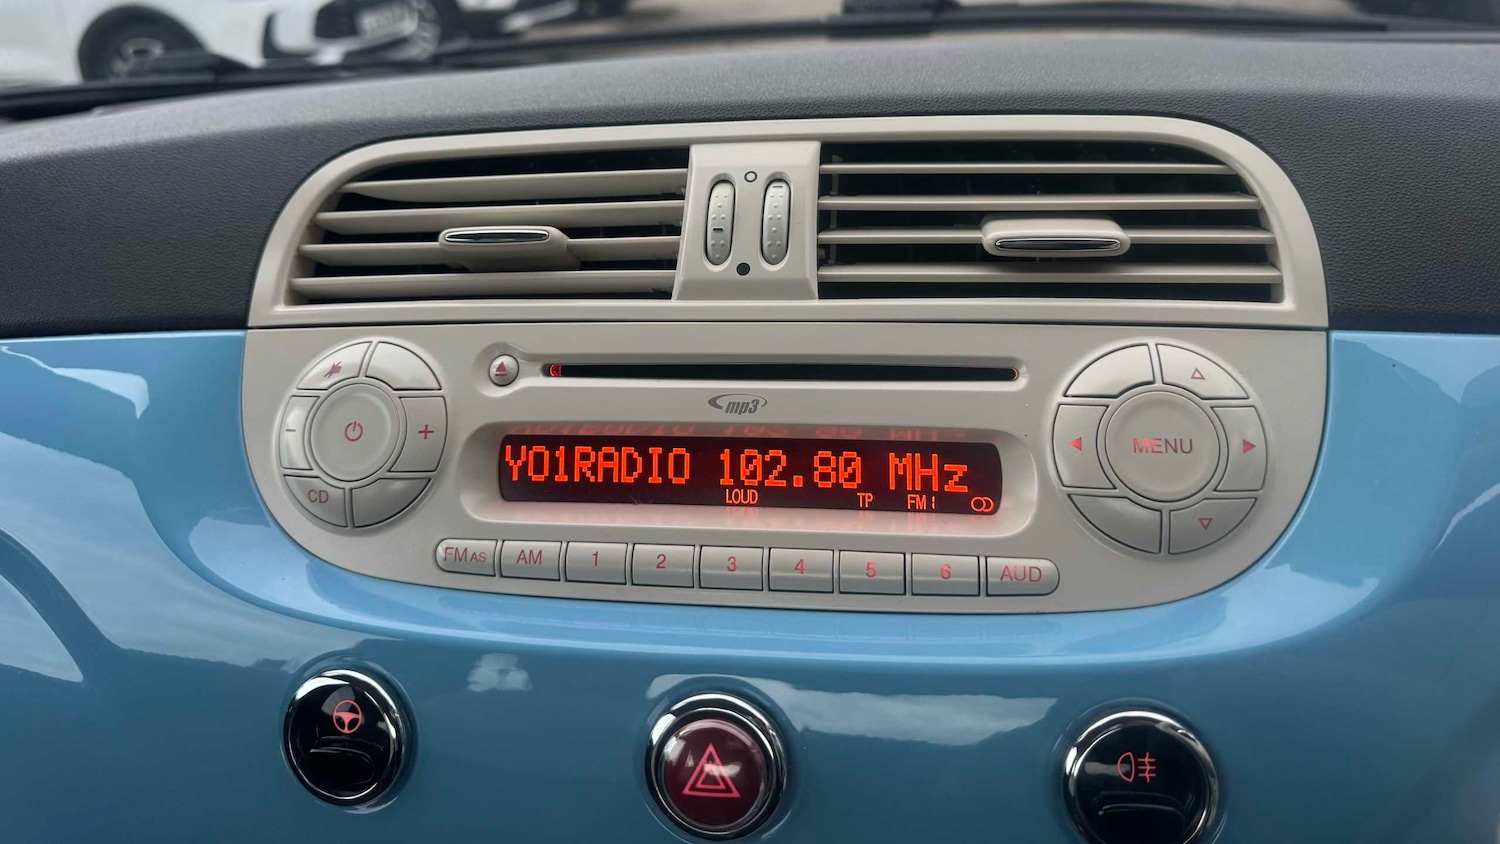 mp3
YO1RADIO 102.80 MHz
LOUD TP FM 1
CD
MENU
FM AS AM 1 2 3 4 5 6 AUD